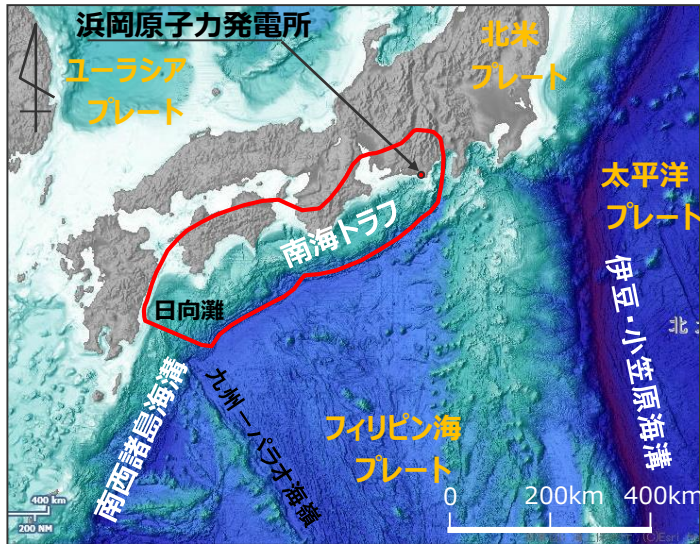 浜岡原子力発電所
北米
プレート
ユーラシア
プレート
太平洋
プレート
南海トラフ
日向灘
伊豆・小笠原海溝
北
南西諸島海溝
九州－パラオ海嶺
フィリピン海
プレート
400 km
200 NM
0 200km 400km